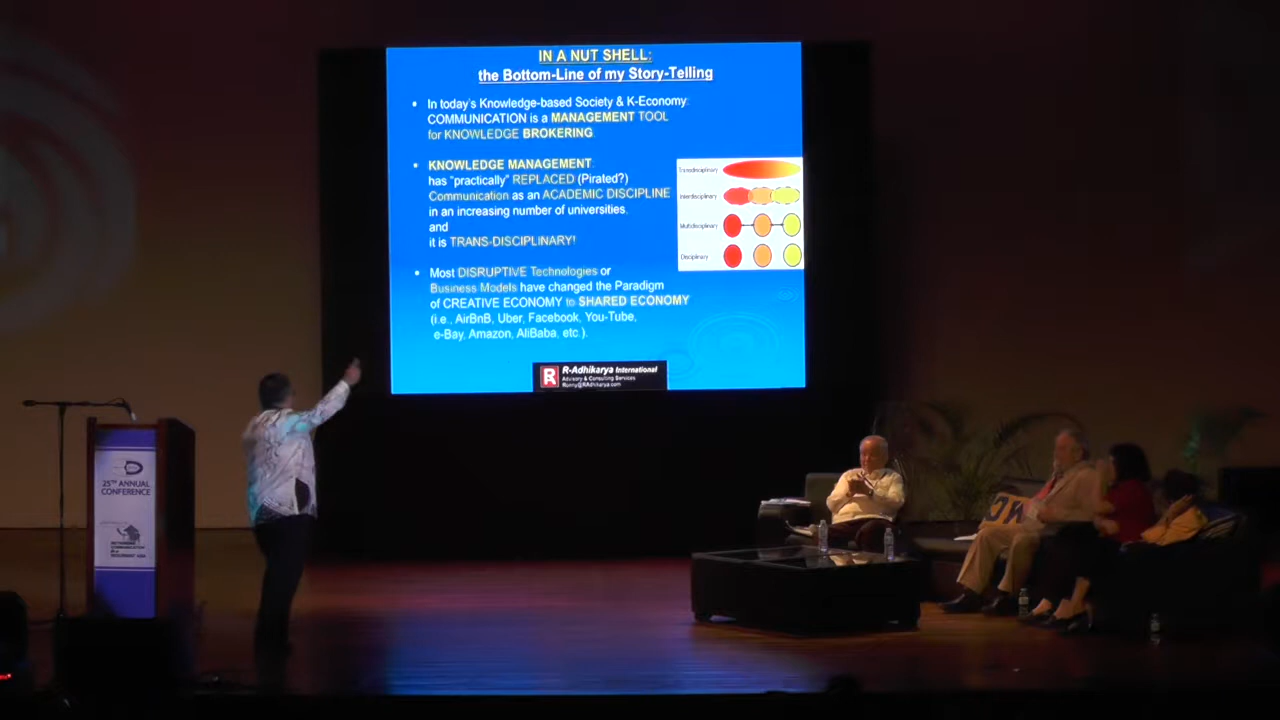 IN A NUT SHELL:
the Bottom-Line of my Story-Telling
• In today's Knowledge-based Society & K-Economy:
COMMUNICATION is a MANAGEMENT TOOL
for KNOWLEDGE BROKERING
• KNOWLEDGE MANAGEMENT
has "practically" REPLACED (Pirated?)
Communication as an ACADEMIC DISCIPLINE
in an increasing number of universities,
and
it is TRANS-DISCIPLINARY!
Transdisciplinary
Interdisciplinary
Multidisciplinary
Disciplinary
• Most DISRUPTIVE Technologies or
Business Models have changed the Paradigm
of CREATIVE ECONOMY to SHARED ECONOMY
(i.e., AirBnB, Uber, Facebook, You-Tube,
e-Bay, Amazon, AliBaba, etc.).
R
R-Adhikarya International
Advisory & Consulting Services
Ronny@RAdhikarya.com
25TH ANNUAL
CONFERENCE